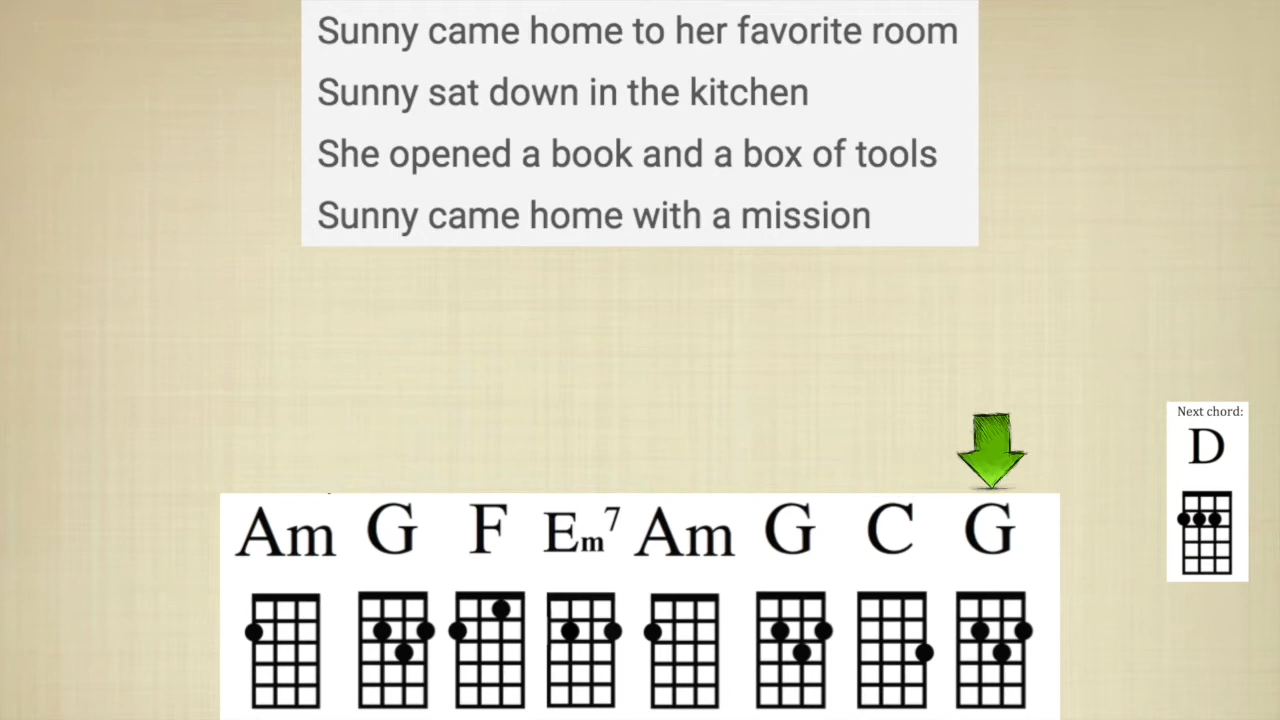 Sunny came home to her favorite room
Sunny sat down in the kitchen
She opened a book and a box of tools
Sunny came home with a mission
Next chord:
D
Am G F Em7 Am G C G